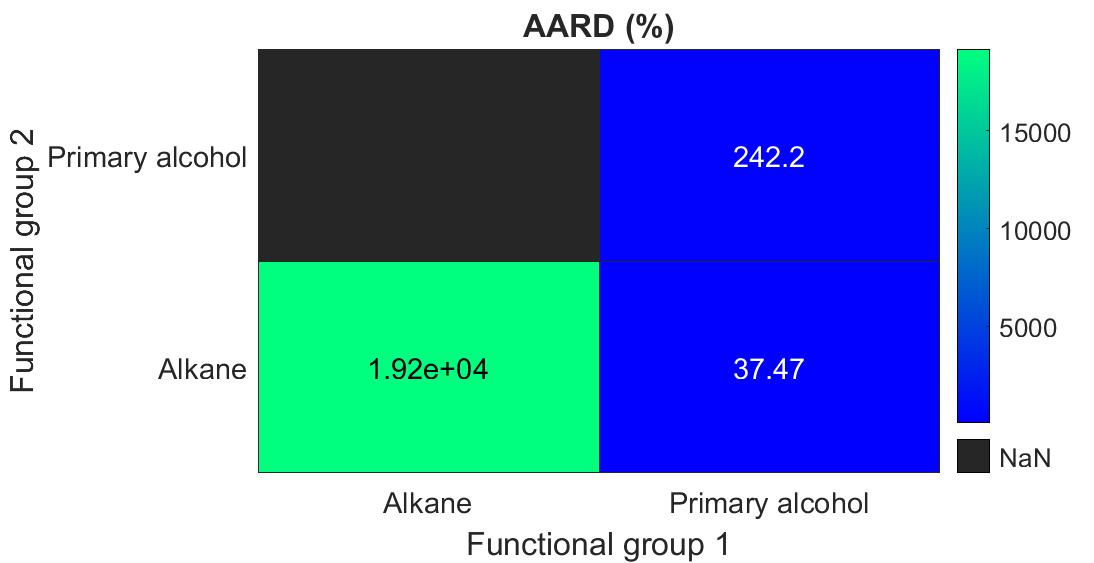 AARD (%)
Functional group 2
Primary alcohol
Alkane
242.2
1.92e+04
37.47
15000
10000
5000
NaN
Alkane
Primary alcohol
Functional group 1